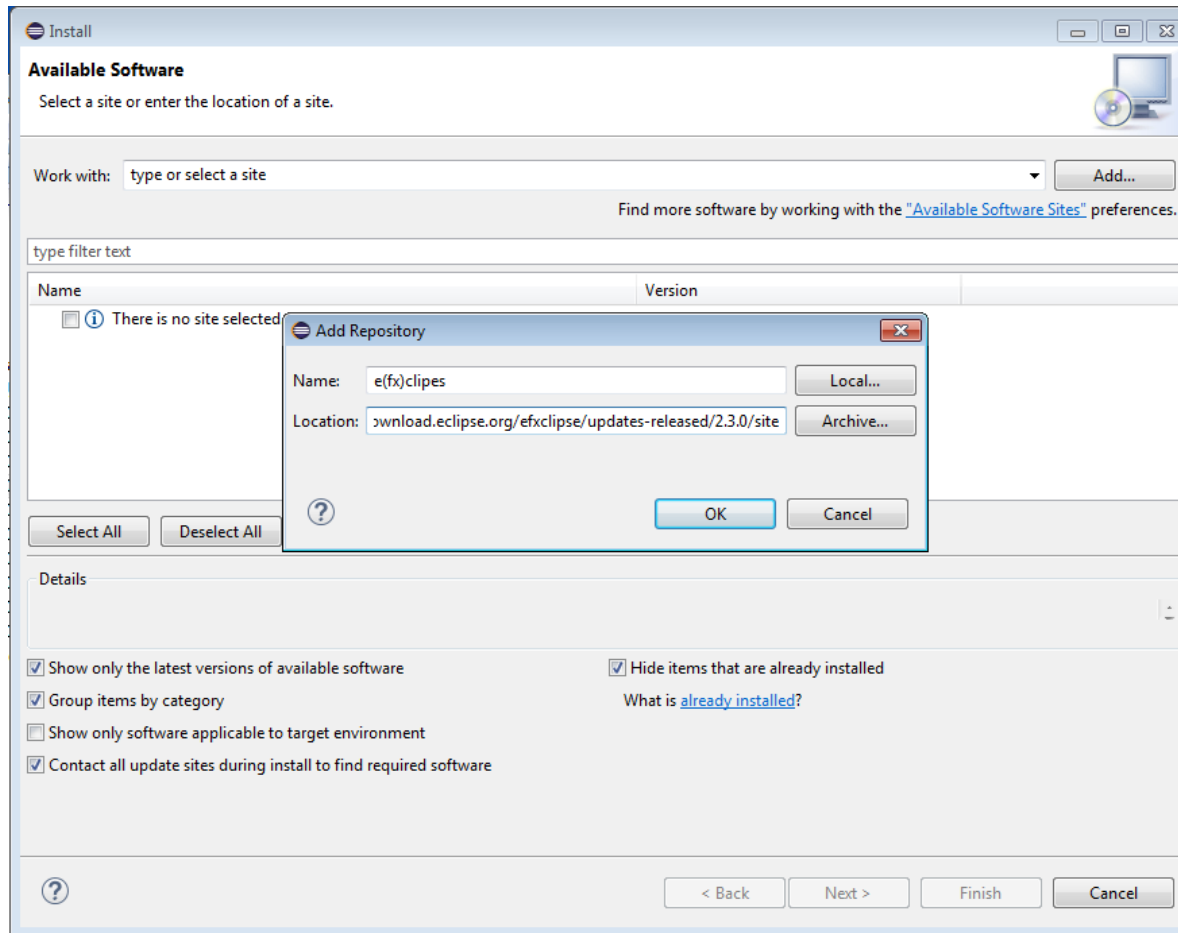 Install
Available Software
Select a site or enter the location of a site.
Work with: type or select a site Add...
Find more software by working with the "Available Software Sites" preferences.
type filter text
Name Version
There is no site selected
Add Repository
Name: e(fx)clipes Local...
Location: ownload.eclipse.org/efxclipse/updates-released/2.3.0/site Archive...
OK Cancel
Select All Deselect All
Details
Show only the latest versions of available software Hide items that are already installed
Group items by category What is already installed?
Show only software applicable to target environment
Contact all update sites during install to find required software
< Back Next > Finish Cancel